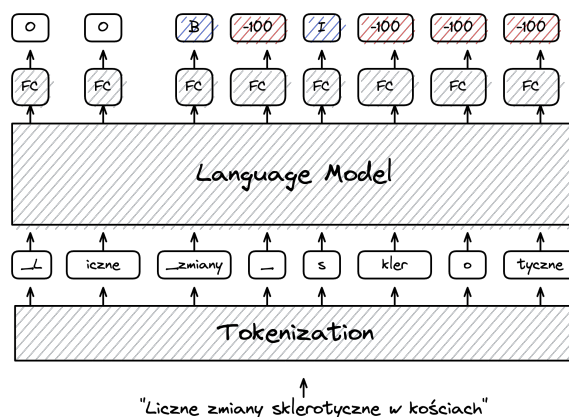 O O B -100 I -100 -100 -100
FC FC FC FC FC FC FC FC
Language Model
_L iczne _zmiany _ s kler o tyczne
Tokenization
"Liczne zmiany sklerotyczne w kościach"